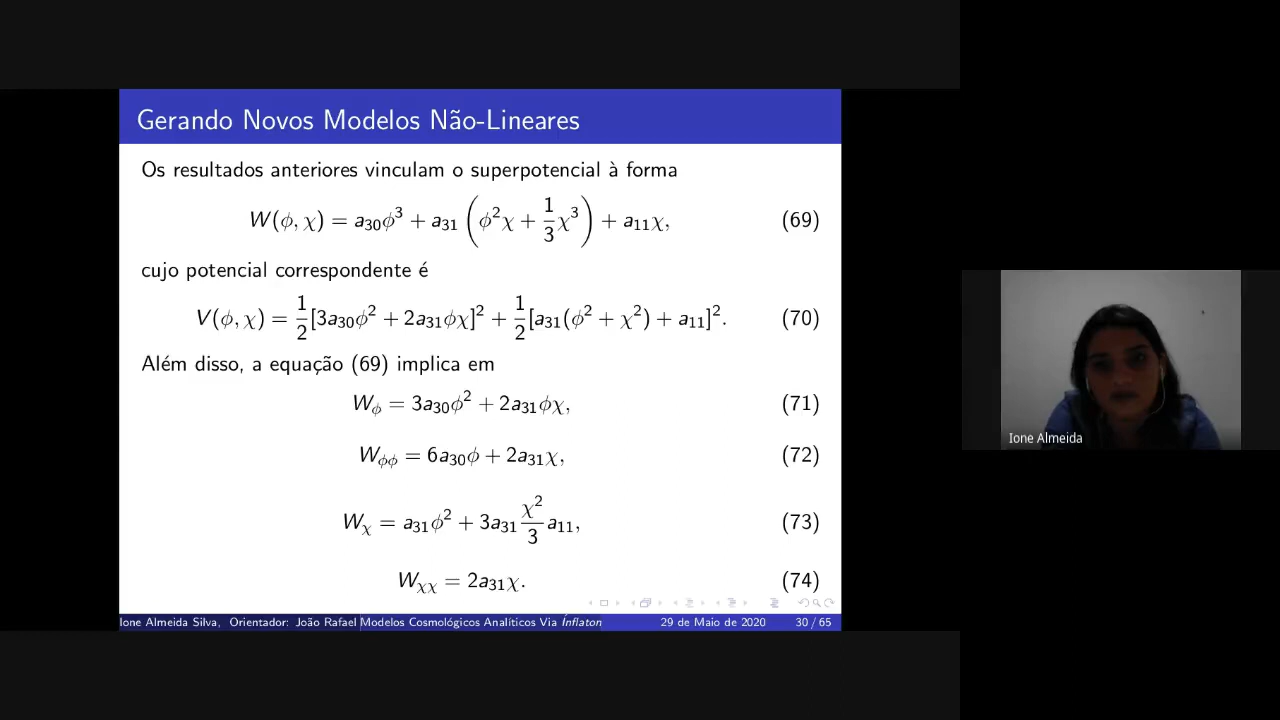 Gerando Novos Modelos Não-Lineares
Os resultados anteriores vinculam o superpotencial à forma
W(ϕ, χ) = a₃₀ϕ³ + a₃₁ (ϕ²χ + 1/3 χ³) + a₁₁χ, (69)
cujo potencial correspondente é
V(ϕ, χ) = 1/2 [3a₃₀ϕ² + 2a₃₁ϕχ]² + 1/2 [a₃₁(ϕ² + χ²) + a₁₁]². (70)
Além disso, a equação (69) implica em
W_ϕ = 3a₃₀ϕ² + 2a₃₁ϕχ, (71)
W_ϕϕ = 6a₃₀ϕ + 2a₃₁χ, (72)
W_χ = a₃₁ϕ² + 3a₃₁ χ²/3 a₁₁, (73)
W_χχ = 2a₃₁χ. (74)
Ione Almeida Silva, Orientador: João Rafael Modelos Cosmológicos Analíticos Via Ínflaton 29 de Maio de 2020 30 / 65
Ione Almeida